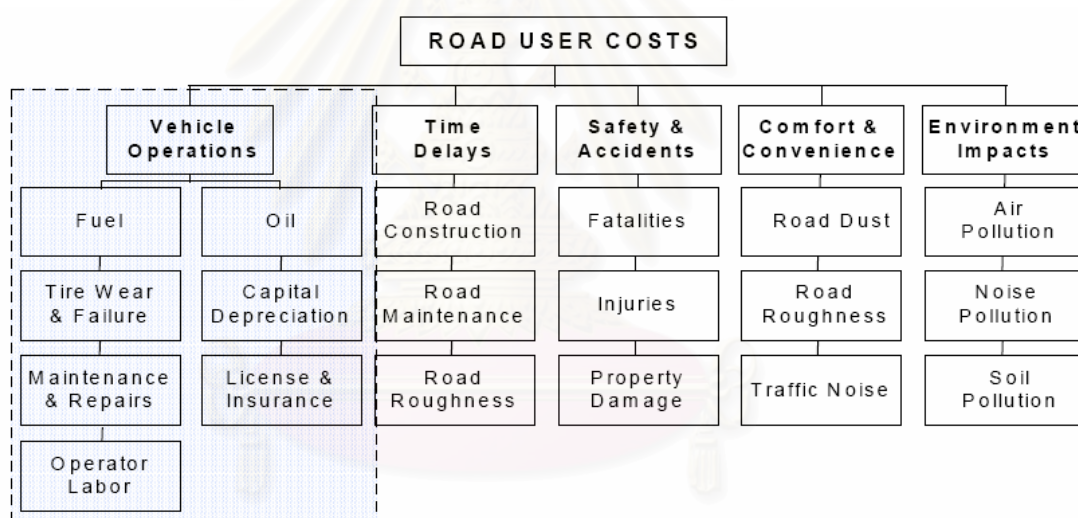 ROAD USER COSTS
Vehicle
Operations
Time
Delays
Safety &
Accidents
Comfort &
Convenience
Environment
Impacts
Fuel
Oil
Road
Construction
Fatalities
Road Dust
Air
Pollution
Tire Wear
& Failure
Capital
Depreciation
Road
Maintenance
Injuries
Road
Roughness
Noise
Pollution
Maintenance
& Repairs
License &
Insurance
Road
Roughness
Property
Damage
Traffic Noise
Soil
Pollution
Operator
Labor